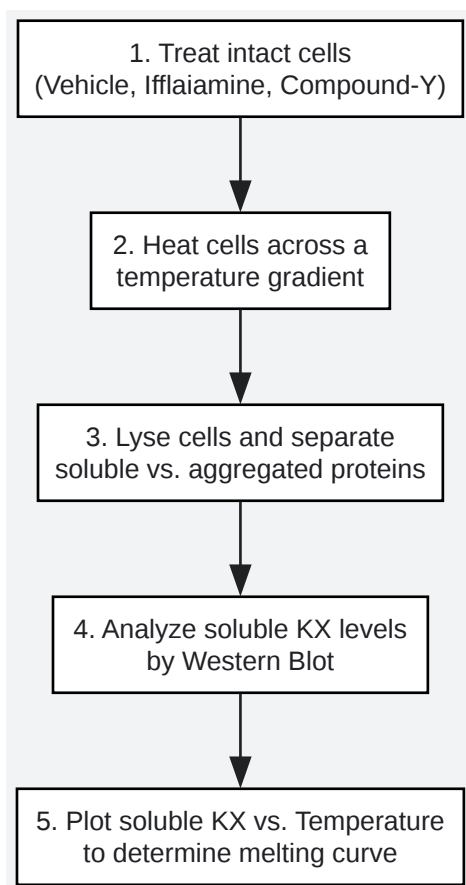 1. Treat intact cells
(Vehicle, Ifflaiamine, Compound-Y)
2. Heat cells across a
temperature gradient
3. Lyse cells and separate
soluble vs. aggregated proteins
4. Analyze soluble KX levels
by Western Blot
5. Plot soluble KX vs. Temperature
to determine melting curve